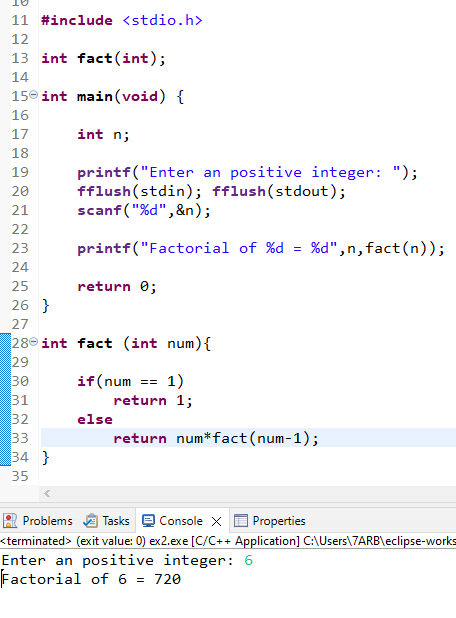 10
11 #include <stdio.h>
12
13 int fact(int);
14
15 int main(void) {
16
17 int n;
18
19 printf("Enter an positive integer: ");
20 fflush(stdin); fflush(stdout);
21 scanf("%d",&n);
22
23 printf("Factorial of %d = %d",n,fact(n));
24
25 return 0;
26 }
27
28 int fact (int num){
29
30 if(num == 1)
31 return 1;
32 else
33 return num*fact(num-1);
34 }
35
Problems Tasks Console Properties
<terminated> (exit value: 0) ex2.exe [C/C++ Application] C:\Users\7ARB\eclipse-works
Enter an positive integer: 6
Factorial of 6 = 720